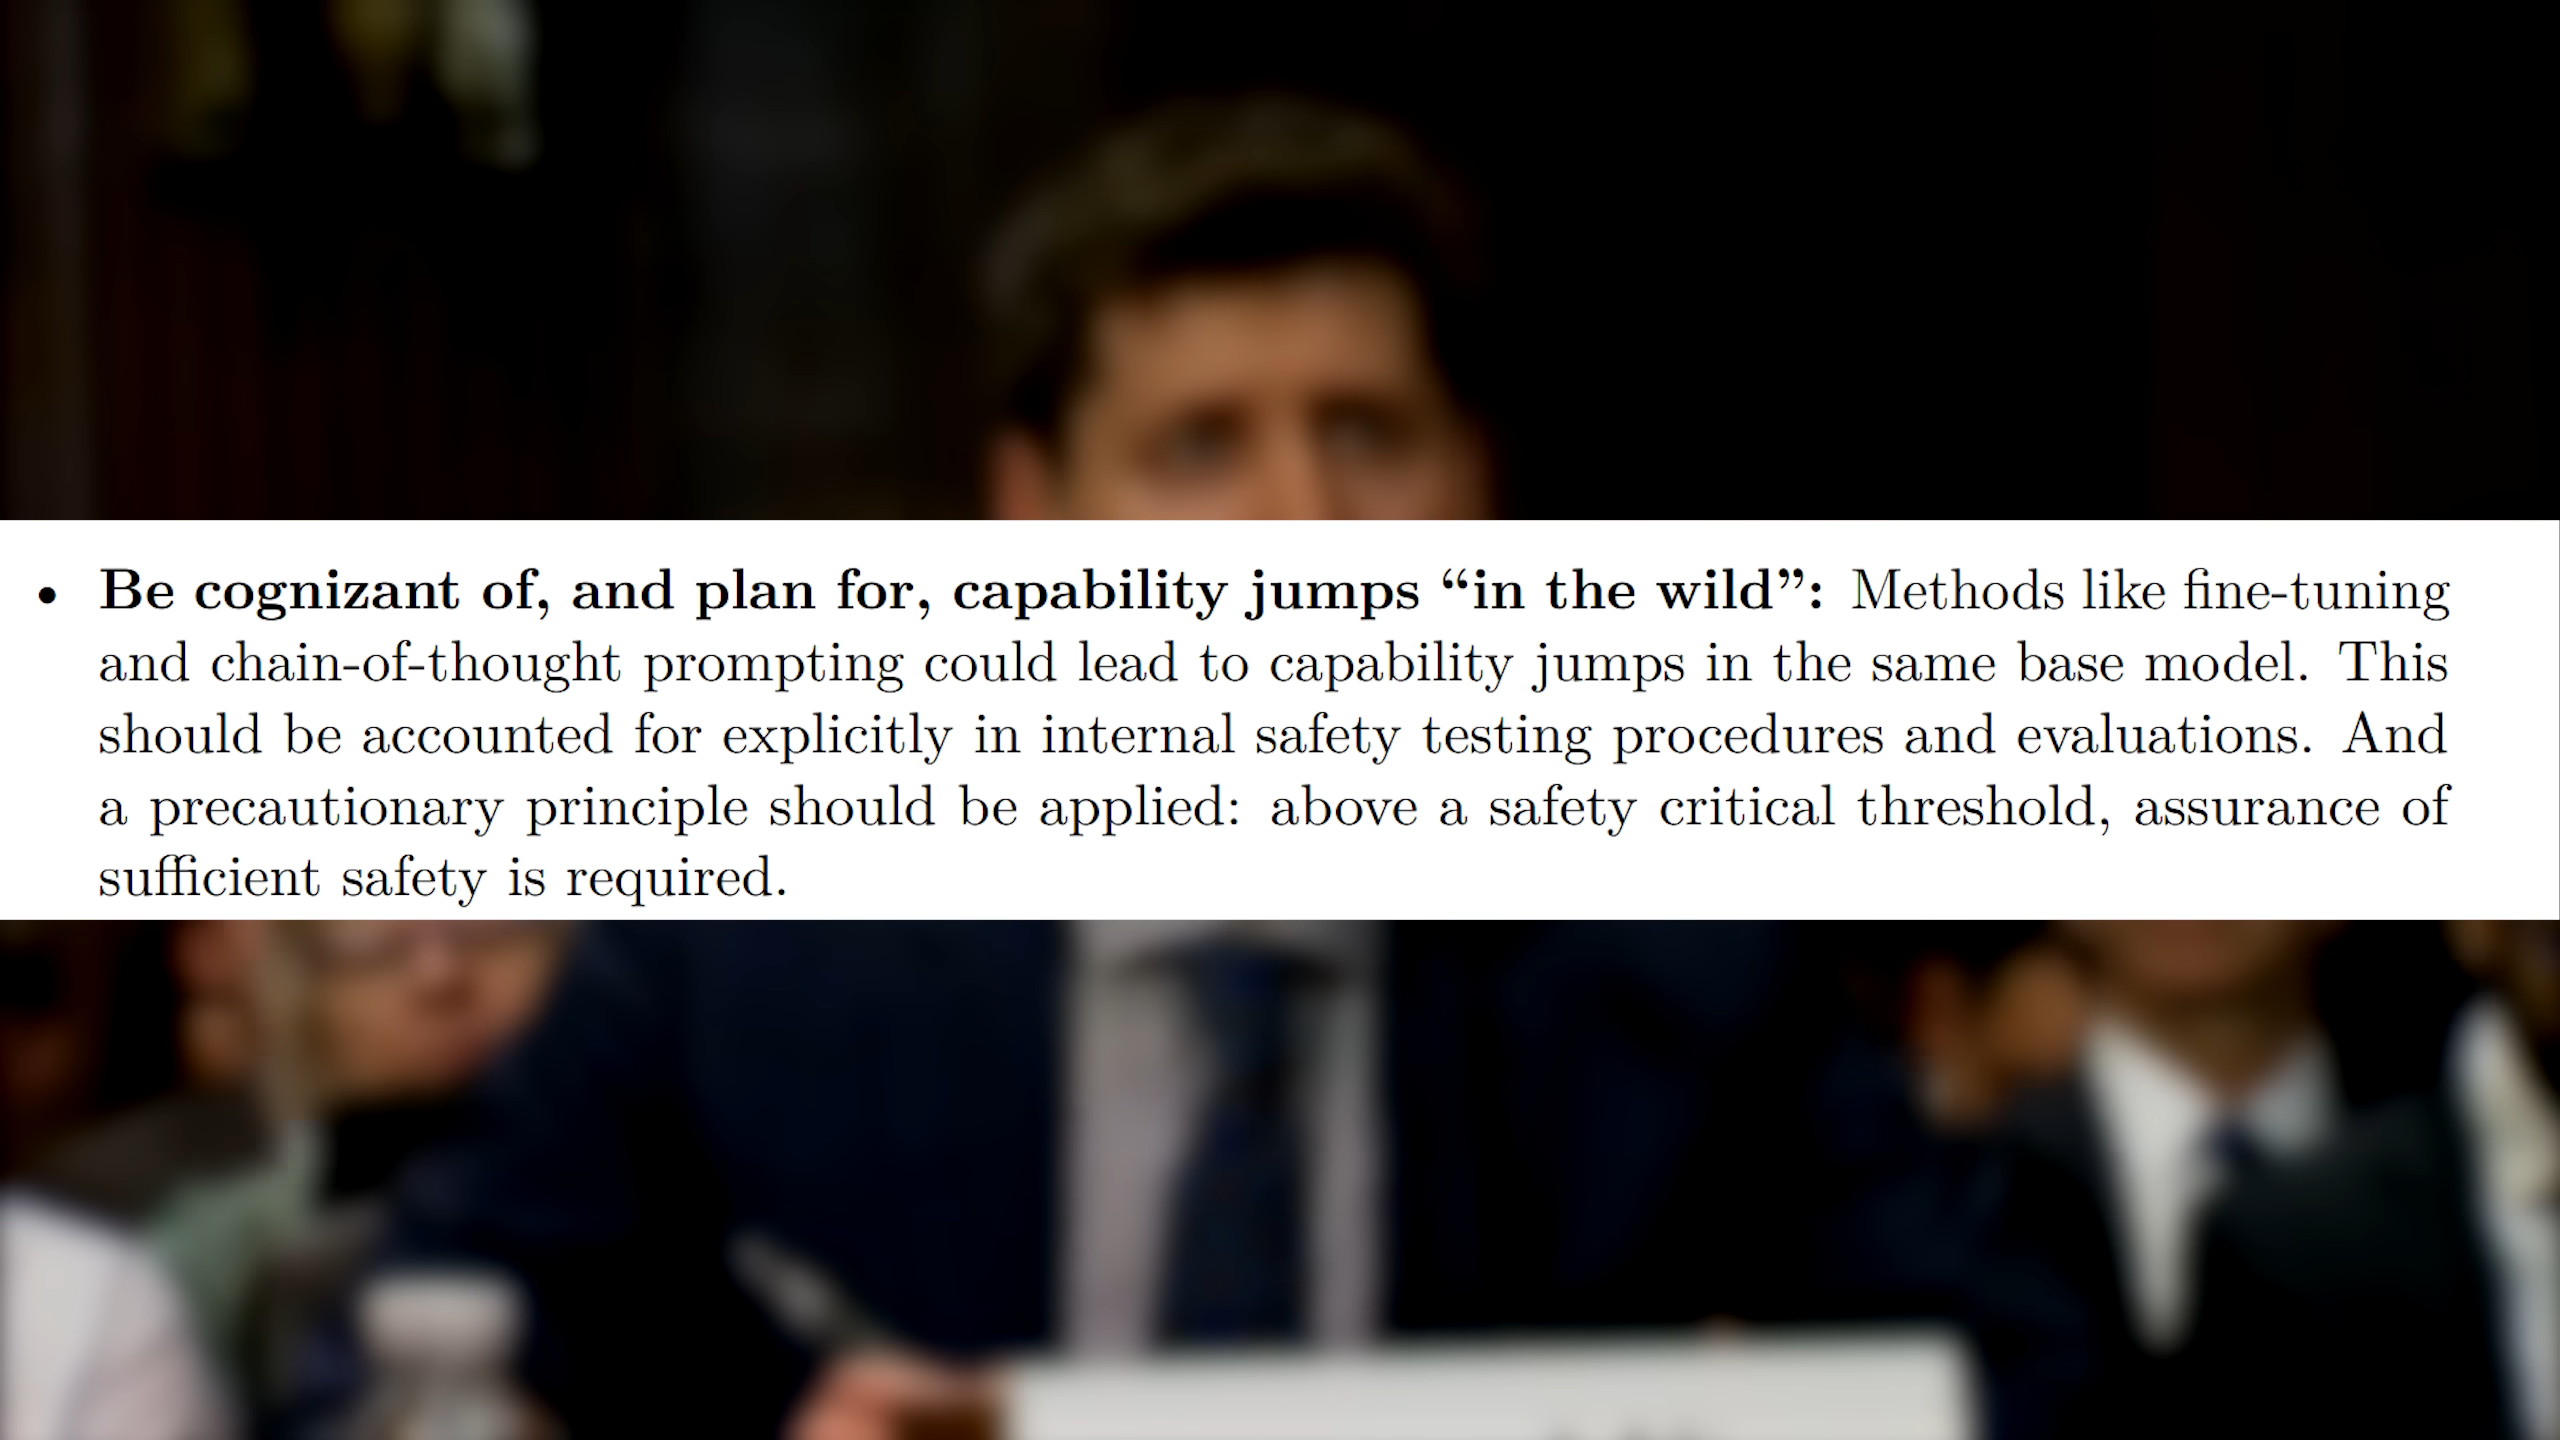 • Be cognizant of, and plan for, capability jumps “in the wild”: Methods like fine-tuning
and chain-of-thought prompting could lead to capability jumps in the same base model. This
should be accounted for explicitly in internal safety testing procedures and evaluations. And
a precautionary principle should be applied: above a safety critical threshold, assurance of
sufficient safety is required.